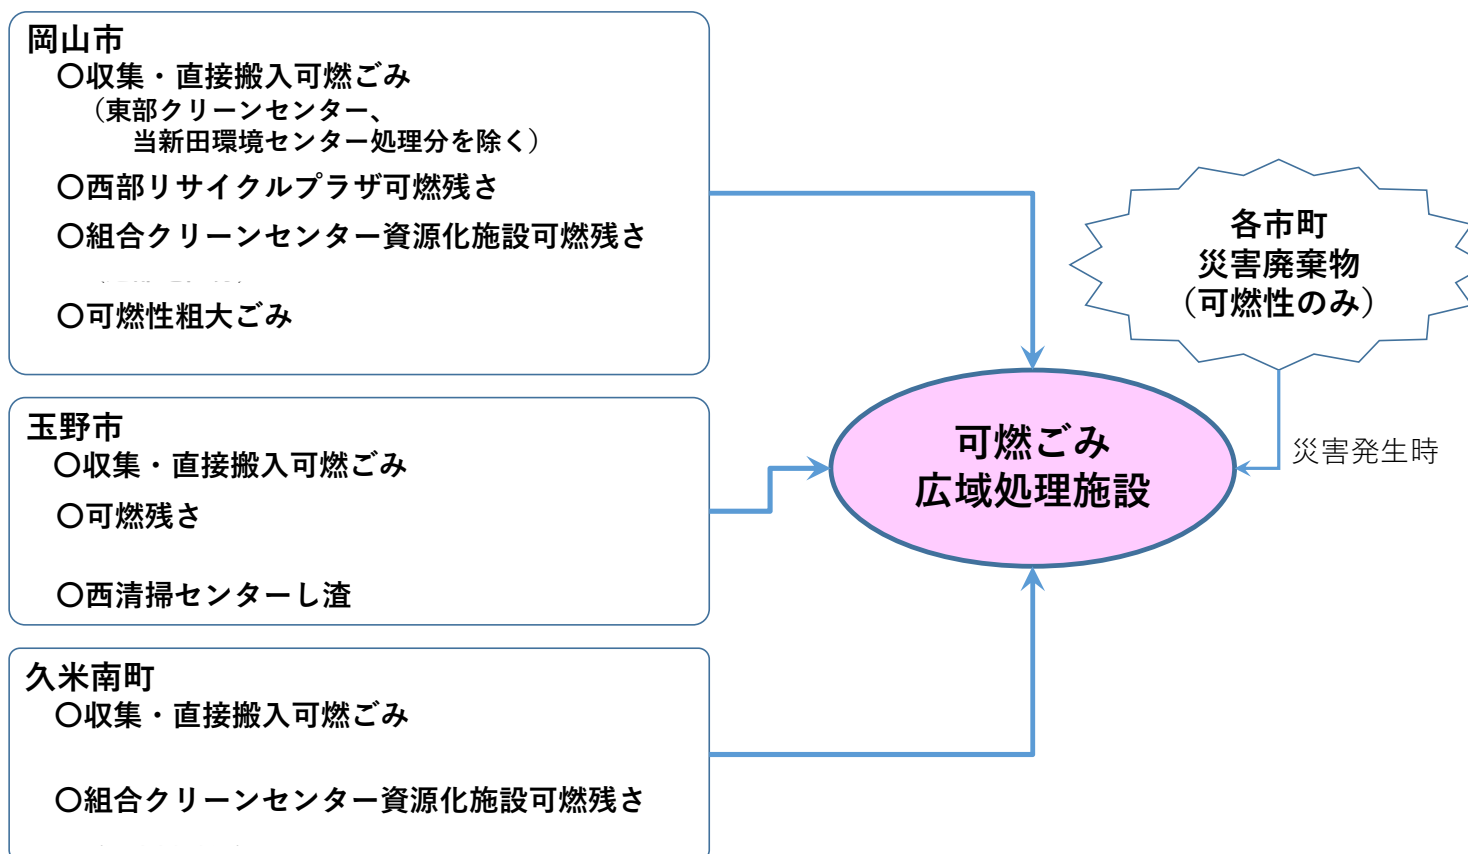 岡山市
〇収集・直接搬入可燃ごみ
（東部クリーンセンター、
当新田環境センター処理分を除く）
〇西部リサイクルプラザ可燃残さ
〇組合クリーンセンター資源化施設可燃残さ
〇可燃性粗大ごみ
玉野市
〇収集・直接搬入可燃ごみ
〇可燃残さ
〇西清掃センターし渣
久米南町
〇収集・直接搬入可燃ごみ
〇組合クリーンセンター資源化施設可燃残さ
可燃ごみ
広域処理施設
各市町
災害廃棄物
（可燃性のみ）
災害発生時